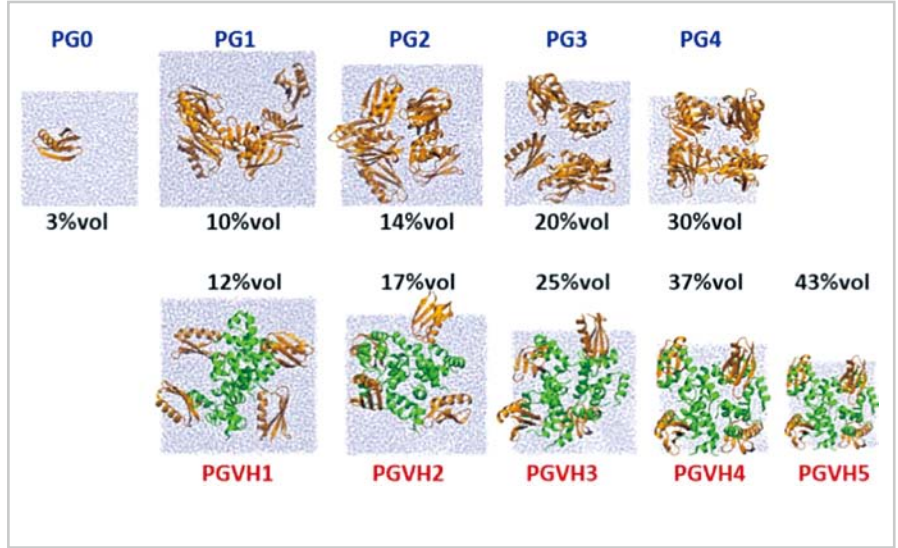 PG0 PG1 PG2 PG3 PG4
3%vol 10%vol 14%vol 20%vol 30%vol
12%vol 17%vol 25%vol 37%vol 43%vol
PGVH1 PGVH2 PGVH3 PGVH4 PGVH5